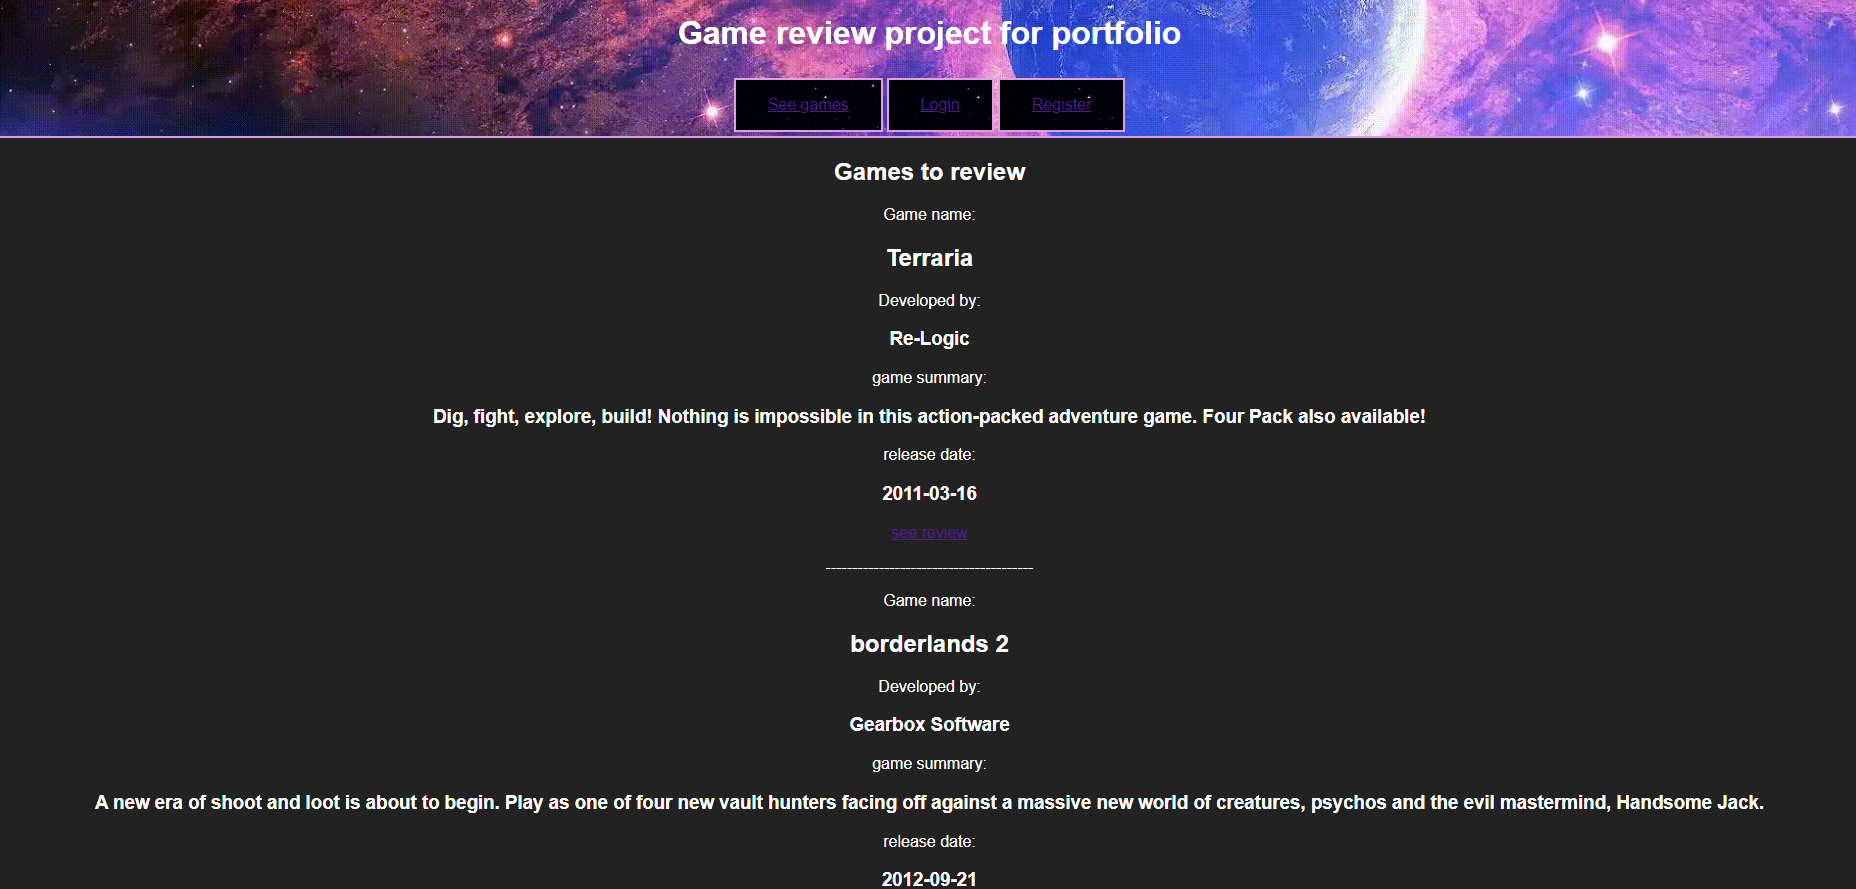 Game review project for portfolio
See games Login Register
Games to review
Game name:
Terraria
Developed by:
Re-Logic
game summary:
Dig, fight, explore, build! Nothing is impossible in this action-packed adventure game. Four Pack also available!
release date:
2011-03-16
see review
---------------------------------------
Game name:
borderlands 2
Developed by:
Gearbox Software
game summary:
A new era of shoot and loot is about to begin. Play as one of four new vault hunters facing off against a massive new world of creatures, psychos and the evil mastermind, Handsome Jack.
release date:
2012-09-21